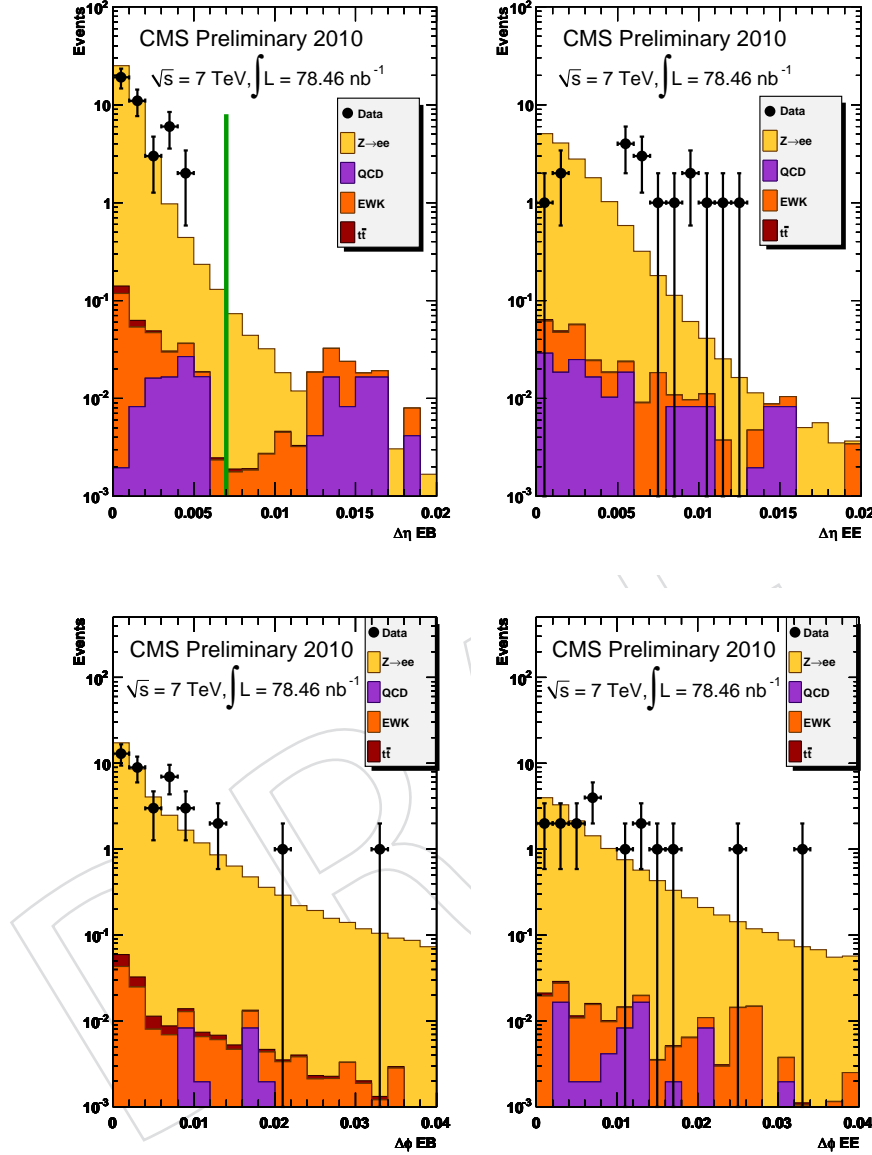 Events
10²
10
1
10⁻¹
10⁻²
10⁻³
CMS Preliminary 2010
√s = 7 TeV, ∫ L = 78.46 nb⁻¹
Data
Z→ee
QCD
EWK
tt̄
0 0.005 0.01 0.015 0.02
Δη EB
Events
10²
10
1
10⁻¹
10⁻²
10⁻³
CMS Preliminary 2010
√s = 7 TeV, ∫ L = 78.46 nb⁻¹
Data
Z→ee
QCD
EWK
tt̄
0 0.005 0.01 0.015 0.02
Δη EE
Events
10²
10
1
10⁻¹
10⁻²
10⁻³
CMS Preliminary 2010
√s = 7 TeV, ∫ L = 78.46 nb⁻¹
Data
Z→ee
QCD
EWK
tt̄
0 0.01 0.02 0.03 0.04
Δϕ EB
Events
10²
10
1
10⁻¹
10⁻²
10⁻³
CMS Preliminary 2010
√s = 7 TeV, ∫ L = 78.46 nb⁻¹
Data
Z→ee
QCD
EWK
tt̄
0 0.01 0.02 0.03 0.04
Δϕ EE